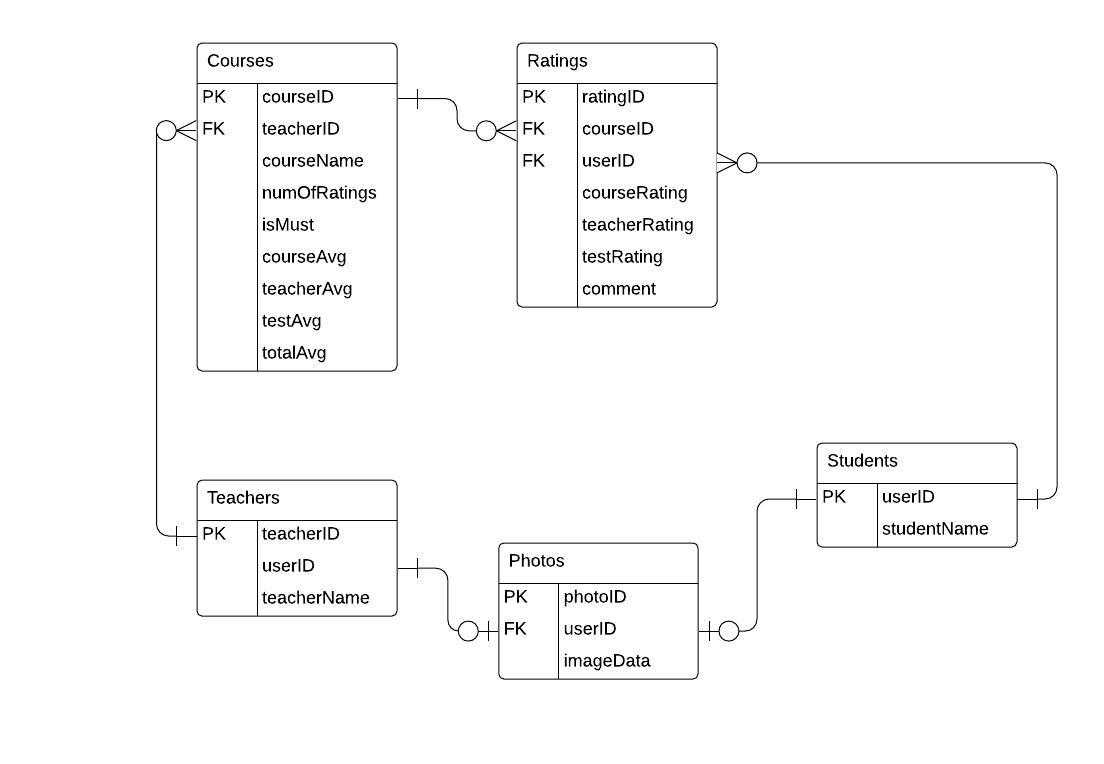 Courses
PK courseID
FK teacherID
courseName
numOfRatings
isMust
courseAvg
teacherAvg
testAvg
totalAvg
Ratings
PK ratingID
FK courseID
FK userID
courseRating
teacherRating
testRating
comment
Teachers
PK teacherID
userID
teacherName
Photos
PK photoID
FK userID
imageData
Students
PK userID
studentName